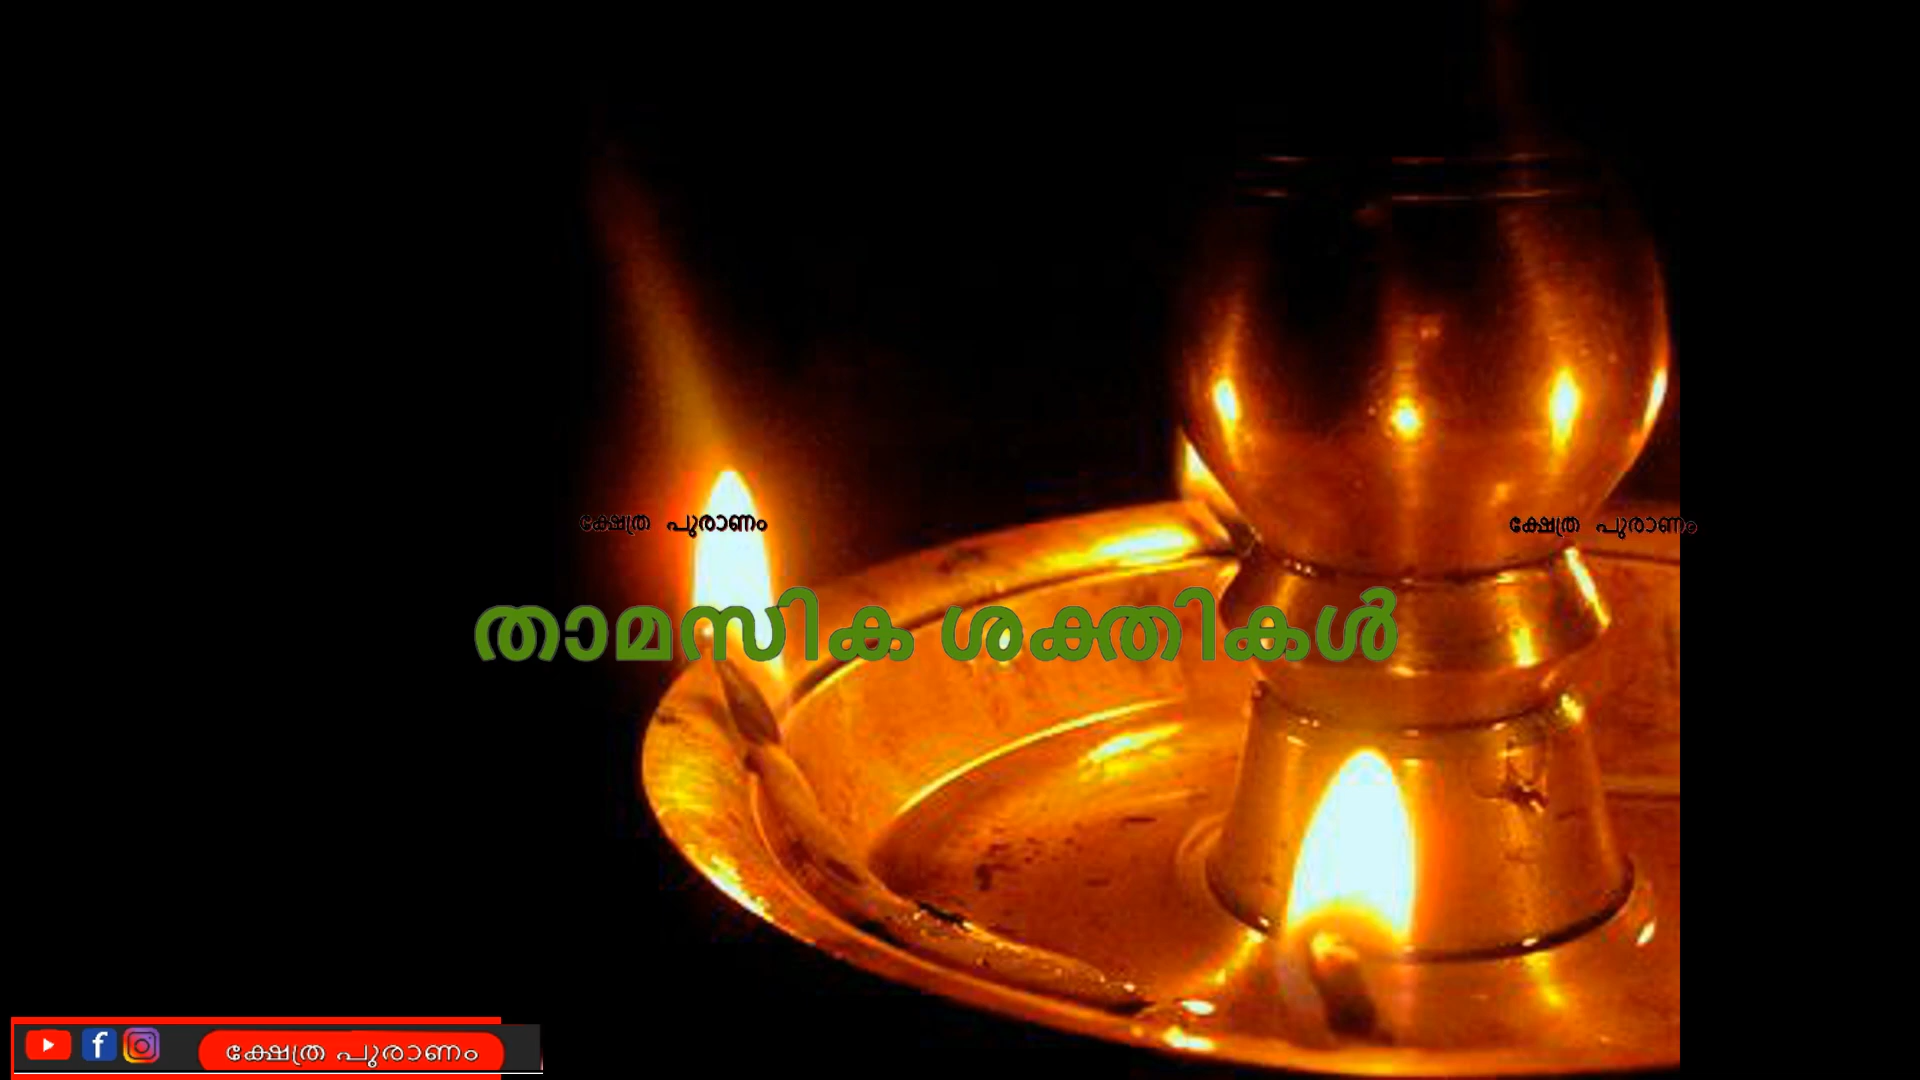 ക്ഷേത്ര പുരാണം ക്ഷേത്ര പുരാണം
താമസിക ശക്തികൾ
ക്ഷേത്ര പുരാണം